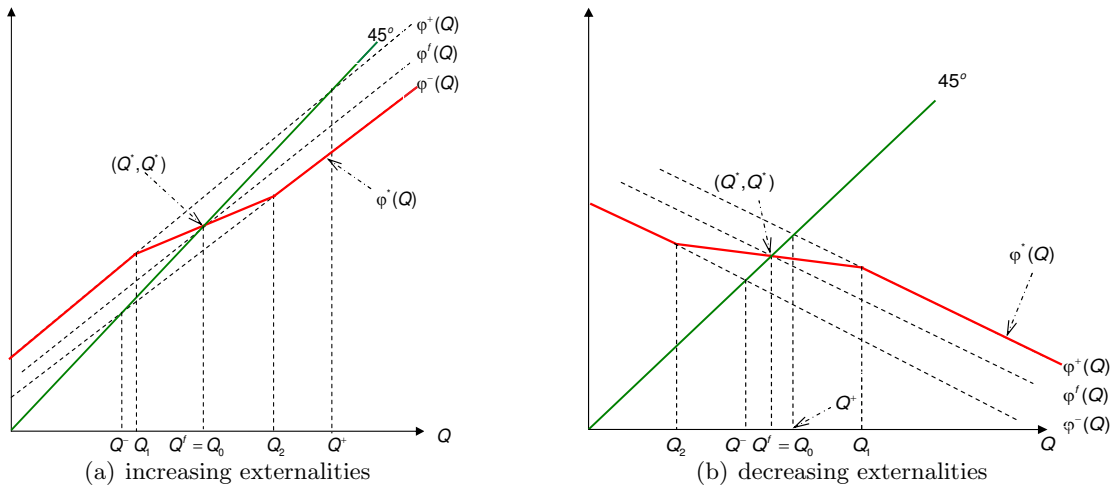 45°
φ⁺(Q)
φᶠ(Q)
φ⁻(Q)
(Q*,Q*)
φ*(Q)
Q⁻ Q₁ Qᶠ = Q₀ Q₂ Q⁺ Q
(a) increasing externalities
45°
(Q*,Q*)
φ*(Q)
φ⁺(Q)
φᶠ(Q)
φ⁻(Q)
Q⁺
Q₂ Q⁻ Qᶠ = Q₀ Q₁ Q
(b) decreasing externalities